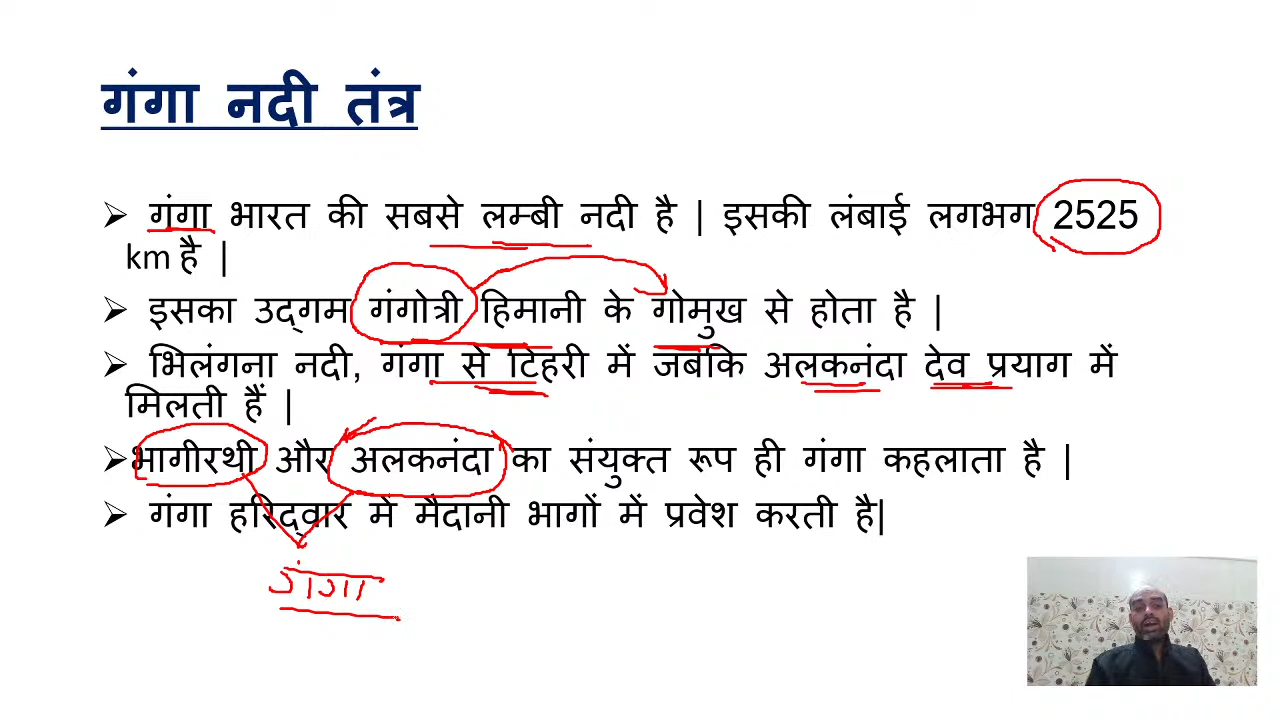 गंगा नदी तंत्र
➢ गंगा भारत की सबसे लम्बी नदी है | इसकी लंबाई लगभग 2525
km है |
➢ इसका उद्गम गंगोत्री हिमानी के गोमुख से होता है |
➢ भिलंगना नदी, गंगा से टिहरी में जबकि अलकनंदा देव प्रयाग में
मिलती हैं |
➢ भागीरथी और अलकनंदा का संयुक्त रूप ही गंगा कहलाता है |
➢ गंगा हरिद्वार में मैदानी भागों में प्रवेश करती है|
गंगा